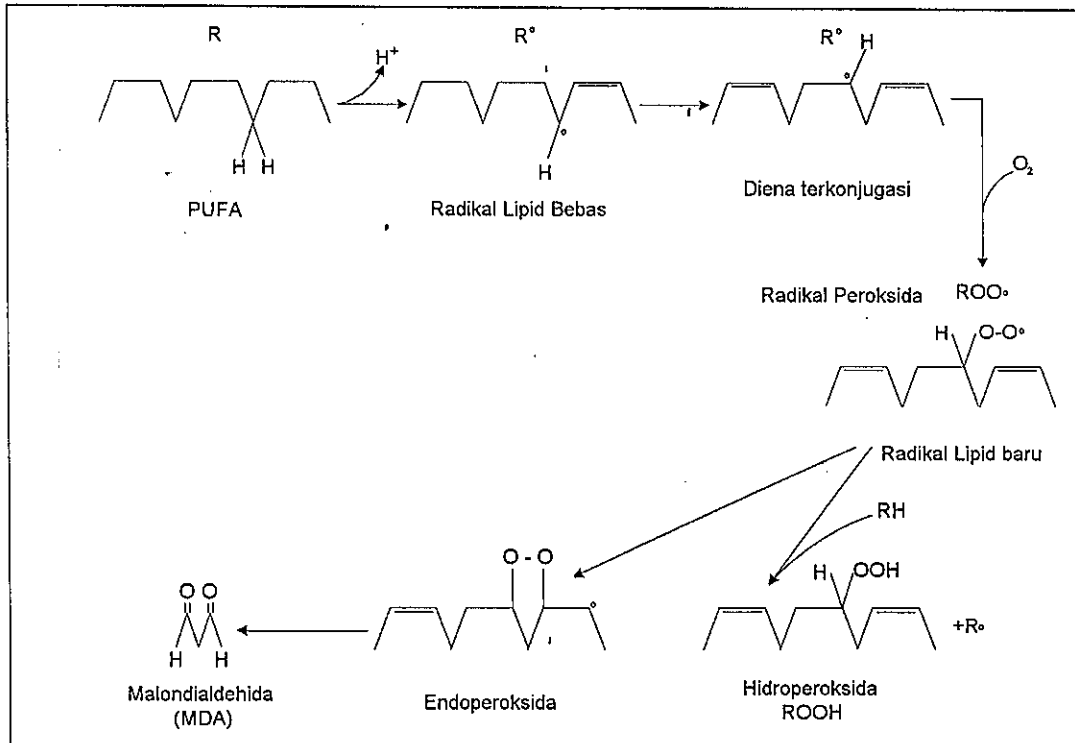 R
H⁺
R°
R°
H
H H
PUFA
H
Radikal Lipid Bebas
Diena terkonjugasi
O₂
Radikal Peroksida ROO°
H O-O°
Radikal Lipid baru
RH
O - O
H OOH
O O
H H
+R°
Malondialdehida
(MDA)
Endoperoksida
Hidroperoksida
ROOH